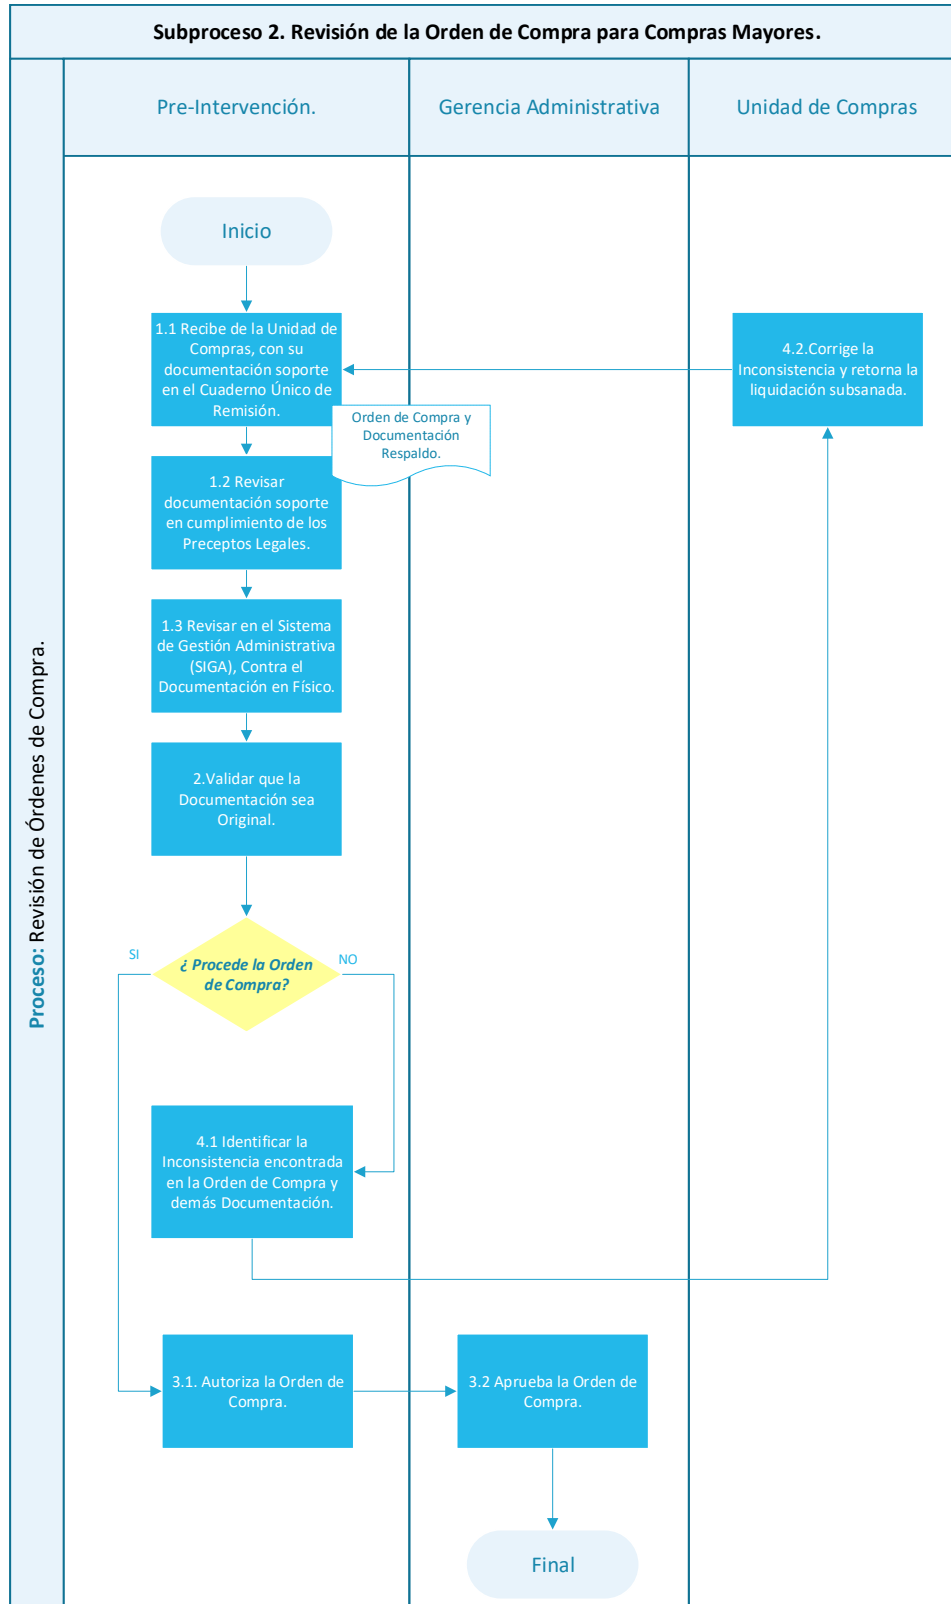 Subproceso 2. Revisión de la Orden de Compra para Compras Mayores.
Proceso: Revisión de Órdenes de Compra.
Pre-Intervención.
Gerencia Administrativa
Unidad de Compras
Inicio
1.1 Recibe de la Unidad de
Compras, con su
documentación soporte
en el Cuaderno Único de
Remisión.
4.2.Corrige la
Inconsistencia y retorna la
liquidación subsanada.
Orden de Compra y
Documentación
Respaldo.
1.2 Revisar
documentación soporte
en cumplimiento de los
Preceptos Legales.
1.3 Revisar en el Sistema
de Gestión Administrativa
(SIGA), Contra el
Documentación en Físico.
2.Validar que la
Documentación sea
Original.
SI
¿ Procede la Orden
de Compra?
NO
4.1 Identificar la
Inconsistencia encontrada
en la Orden de Compra y
demás Documentación.
3.1. Autoriza la Orden de
Compra.
3.2 Aprueba la Orden de
Compra.
Final